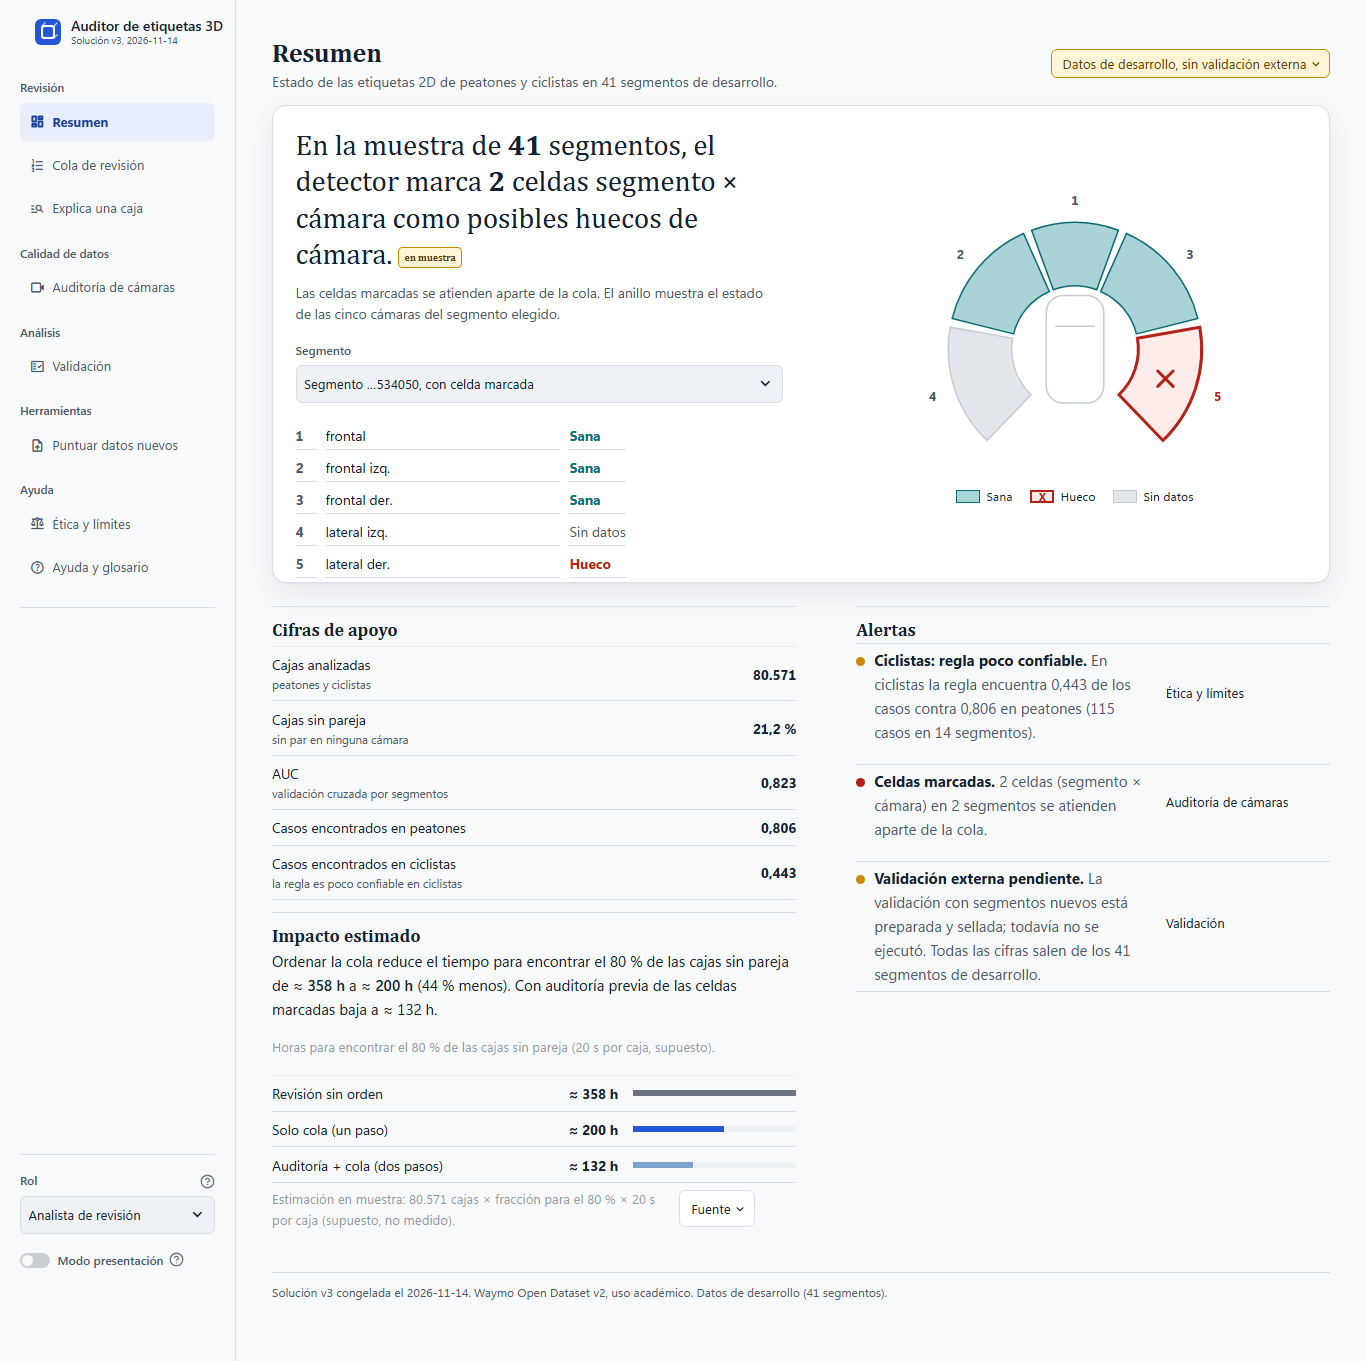 Auditor de etiquetas 3D
Solución v3, 2026-11-14
Revisión
Resumen
Cola de revisión
Explica una caja
Calidad de datos
Auditoría de cámaras
Análisis
Validación
Herramientas
Puntuar datos nuevos
Ayuda
Ética y límites
Ayuda y glosario
Rol
Analista de revisión
Modo presentación
Resumen
Estado de las etiquetas 2D de peatones y ciclistas en 41 segmentos de desarrollo.
Datos de desarrollo, sin validación externa
En la muestra de 41 segmentos, el
detector marca 2 celdas segmento ×
cámara como posibles huecos de
cámara. en muestra
Las celdas marcadas se atienden aparte de la cola. El anillo muestra el estado
de las cinco cámaras del segmento elegido.
Segmento
Segmento ...534050, con celda marcada
1 frontal Sana
2 frontal izq. Sana
3 frontal der. Sana
4 lateral izq. Sin datos
5 lateral der. Hueco
1
2
3
4
5
Sana
X Hueco
Sin datos
Cifras de apoyo
Cajas analizadas
peatones y ciclistas
80.571
Cajas sin pareja
sin par en ninguna cámara
21,2 %
AUC
validación cruzada por segmentos
0,823
Casos encontrados en peatones
0,806
Casos encontrados en ciclistas
la regla es poco confiable en ciclistas
0,443
Impacto estimado
Ordenar la cola reduce el tiempo para encontrar el 80 % de las cajas sin pareja
de ≈ 358 h a ≈ 200 h (44 % menos). Con auditoría previa de las celdas
marcadas baja a ≈ 132 h.
Horas para encontrar el 80 % de las cajas sin pareja (20 s por caja, supuesto).
Revisión sin orden ≈ 358 h
Solo cola (un paso) ≈ 200 h
Auditoría + cola (dos pasos) ≈ 132 h
Estimación en muestra: 80.571 cajas × fracción para el 80 % × 20 s
por caja (supuesto, no medido).
Fuente
Alertas
Ciclistas: regla poco confiable. En
ciclistas la regla encuentra 0,443 de los
casos contra 0,806 en peatones (115
casos en 14 segmentos).
Ética y límites
Celdas marcadas. 2 celdas (segmento ×
cámara) en 2 segmentos se atienden
aparte de la cola.
Auditoría de cámaras
Validación externa pendiente. La
validación con segmentos nuevos está
preparada y sellada; todavía no se
ejecutó. Todas las cifras salen de los 41
segmentos de desarrollo.
Validación
Solución v3 congelada el 2026-11-14. Waymo Open Dataset v2, uso académico. Datos de desarrollo (41 segmentos).